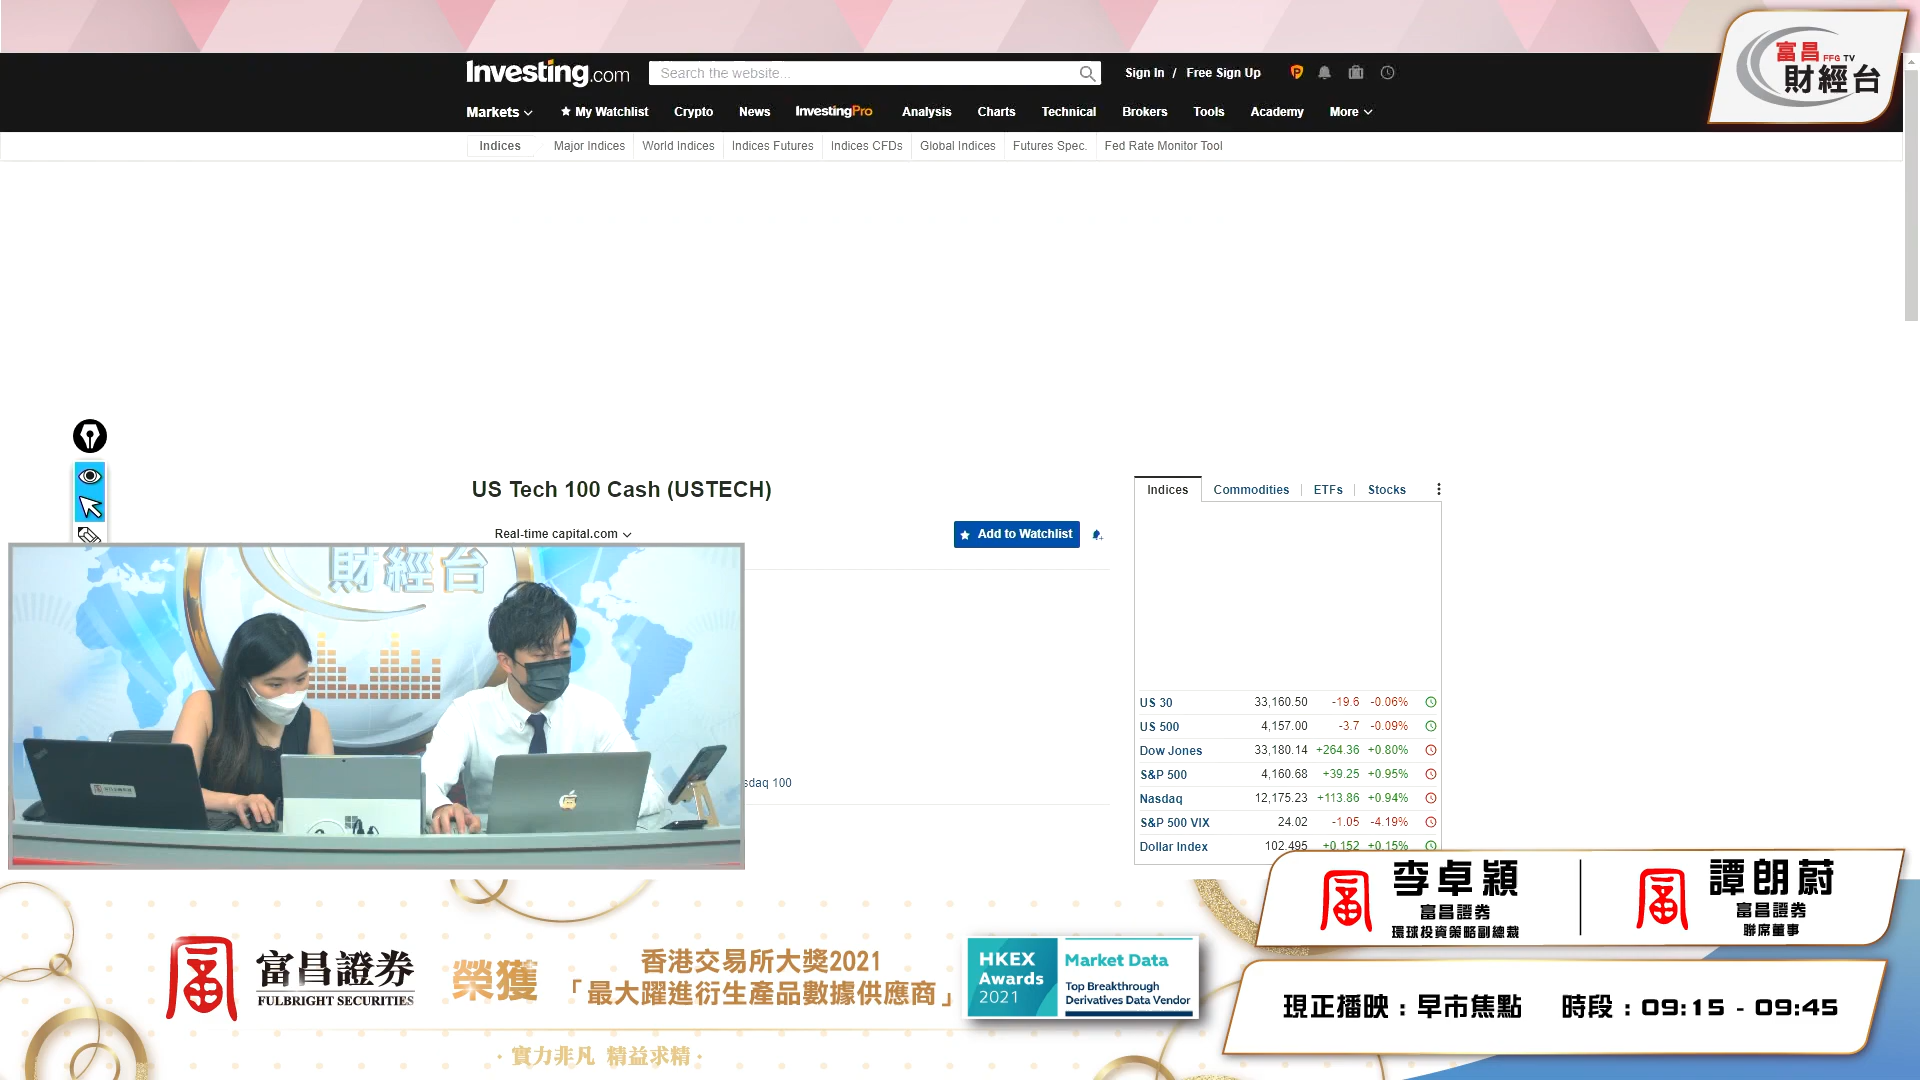 Investing.com
Search the website...
Sign In / Free Sign Up
富昌 FFG TV
財經台
Markets
My Watchlist
Crypto
News
InvestingPro
Analysis
Charts
Technical
Brokers
Tools
Academy
More
Indices
Major Indices
World Indices
Indices Futures
Indices CFDs
Global Indices
Futures Spec.
Fed Rate Monitor Tool
US Tech 100 Cash (USTECH)
Real-time capital.com
Add to Watchlist
Indices
Commodities
ETFs
Stocks
財經台
sdaq 100
US 30 33,160.50 -19.6 -0.06%
US 500 4,157.00 -3.7 -0.09%
Dow Jones 33,180.14 +264.36 +0.80%
S&P 500 4,160.68 +39.25 +0.95%
Nasdaq 12,175.23 +113.86 +0.94%
S&P 500 VIX 24.02 -1.05 -4.19%
Dollar Index 102.495 +0.152 +0.15%
李卓穎
富昌證券
環球投資策略副總裁
譚朗蔚
富昌證券
聯席董事
富昌證券
FULBRIGHT SECURITIES
榮獲
香港交易所大獎2021
「最大躍進衍生產品數據供應商」
HKEX
Awards
2021
Market Data
Top Breakthrough
Derivatives Data Vendor
· 實力非凡 精益求精 ·
現正播映：早市焦點 時段：09:15 - 09:45